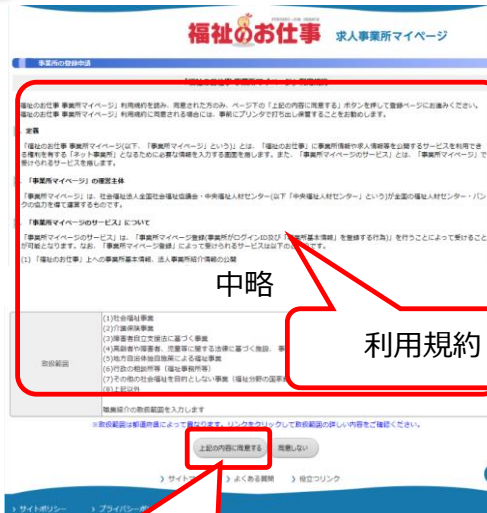 福祉のお仕事 求人事業所マイページ
事業所の登録申請
福祉のお仕事 事業所マイページ」利用規約を読み、同意された方のみ、ページ下の「上記の内容に同意する」ボタンを押して登録ページにお進みください。
福祉のお仕事 事業所マイページ」利用規約に同意される場合には、事前にプリンタで打ち出し保管することをお勧めします。
定義
「福祉のお仕事 事業所マイページ(以下、「事業所マイページ」という)」とは、「福祉のお仕事」に事業所情報や求人情報等を公開するサービスを利用でき
る権利を有する「ネット事業所」となるために必要な情報を入力する画面を指します。また、「事業所マイページのサービス」とは、「事業所マイページ」で
受けられるサービスを指します。
「事業所マイページ」の運営主体
「事業所マイページ」は、社会福祉法人全国社会福祉協議会・中央福祉人材センター(以下「中央福祉人材センター」という)が全国の福祉人材センター・バン
クの協力を得て運営するものです。
「事業所マイページのサービス」について
「事業所マイページのサービス」は、「事業所マイページ登録(事業所がログインID及び「事業所基本情報」を登録する行為)」を行うことによって受けること
が可能となります。なお、「事業所マイページ登録」によって受けられるサービスは以下の
です。
(1) 「福祉のお仕事」上への事業所基本情報、法人事業所紹介情報の公開
中略
利用規約
取扱範囲
(1)社会福祉事業
(2)介護保険事業
(3)障害者自立支援法に基づく事業
(4)高齢者や障害者、児童等に関する法律に基づく施設、事
(5)地方自治体独自施策による福祉事業
(6)行政の相談所等(福祉事務所等)
(7)その他の社会福祉を目的としない事業(福祉分野の国家資
(8)上記以外
職業紹介の取扱範囲を入力します
※取扱範囲は都道府県によって異なります。リンクをクリックして取扱範囲の詳しい内容をご確認ください。
上記の内容に同意する 同意しない
サイトマ よくある質問 役立つリンク
サイトポリシー プライバシーポ